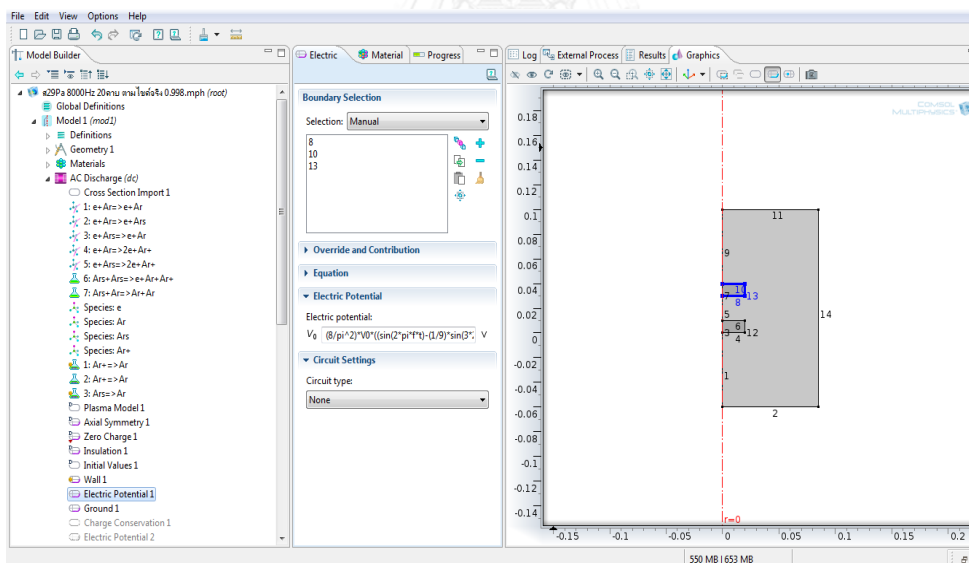 File Edit View Options Help
Model Builder
ส29Pa 8000Hz 20คาบ ตามไซต์จริง 0.998.mph (root)
Global Definitions
Model 1 (mod1)
Definitions
Geometry 1
Materials
AC Discharge (dc)
Cross Section Import 1
1: e+Ar=>e+Ar
2: e+Ar=>e+Ars
3: e+Ars=>e+Ar
4: e+Ar=>2e+Ar+
5: e+Ars=>2e+Ar+
6: Ars+Ars=>e+Ar+Ar+
7: Ars+Ar=>Ar+Ar
Species: e
Species: Ar
Species: Ars
Species: Ar+
1: Ar+=>Ar
2: Ar+=>Ar
3: Ars=>Ar
Plasma Model 1
Axial Symmetry 1
Zero Charge 1
Insulation 1
Initial Values 1
Wall 1
Electric Potential 1
Ground 1
Charge Conservation 1
Electric Potential 2
Electric Material Progress
Boundary Selection
Selection: Manual
8
10
13
Override and Contribution
Equation
Electric Potential
Electric potential:
V0 (8/pi^2)*V0*((sin(2*pi*f*t)-(1/9)*sin(3*; V
Circuit Settings
Circuit type:
None
Log External Process Results Graphics
COMSOL
MULTIPHYSICS
0.18
0.16
0.14
0.12
0.1
0.08
0.06
0.04
0.02
0
-0.02
-0.04
-0.06
-0.08
-0.1
-0.12
-0.14
11
9
10
7 13
8
5
6
3 12
4
14
1
2
r=0
-0.15 -0.1 -0.05 0 0.05 0.1 0.15 0.2
550 MB | 653 MB